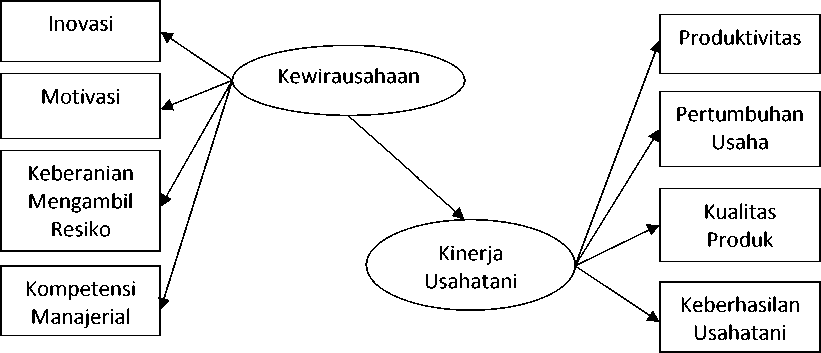 Inovasi
Motivasi
Keberanian
Mengambil
Resiko
Kompetensi
Manajerial
Kewirausahaan
Kinerja
Usahatani
Produktivitas
Pertumbuhan
Usaha
Kualitas
Produk
Keberhasilan
Usahatani